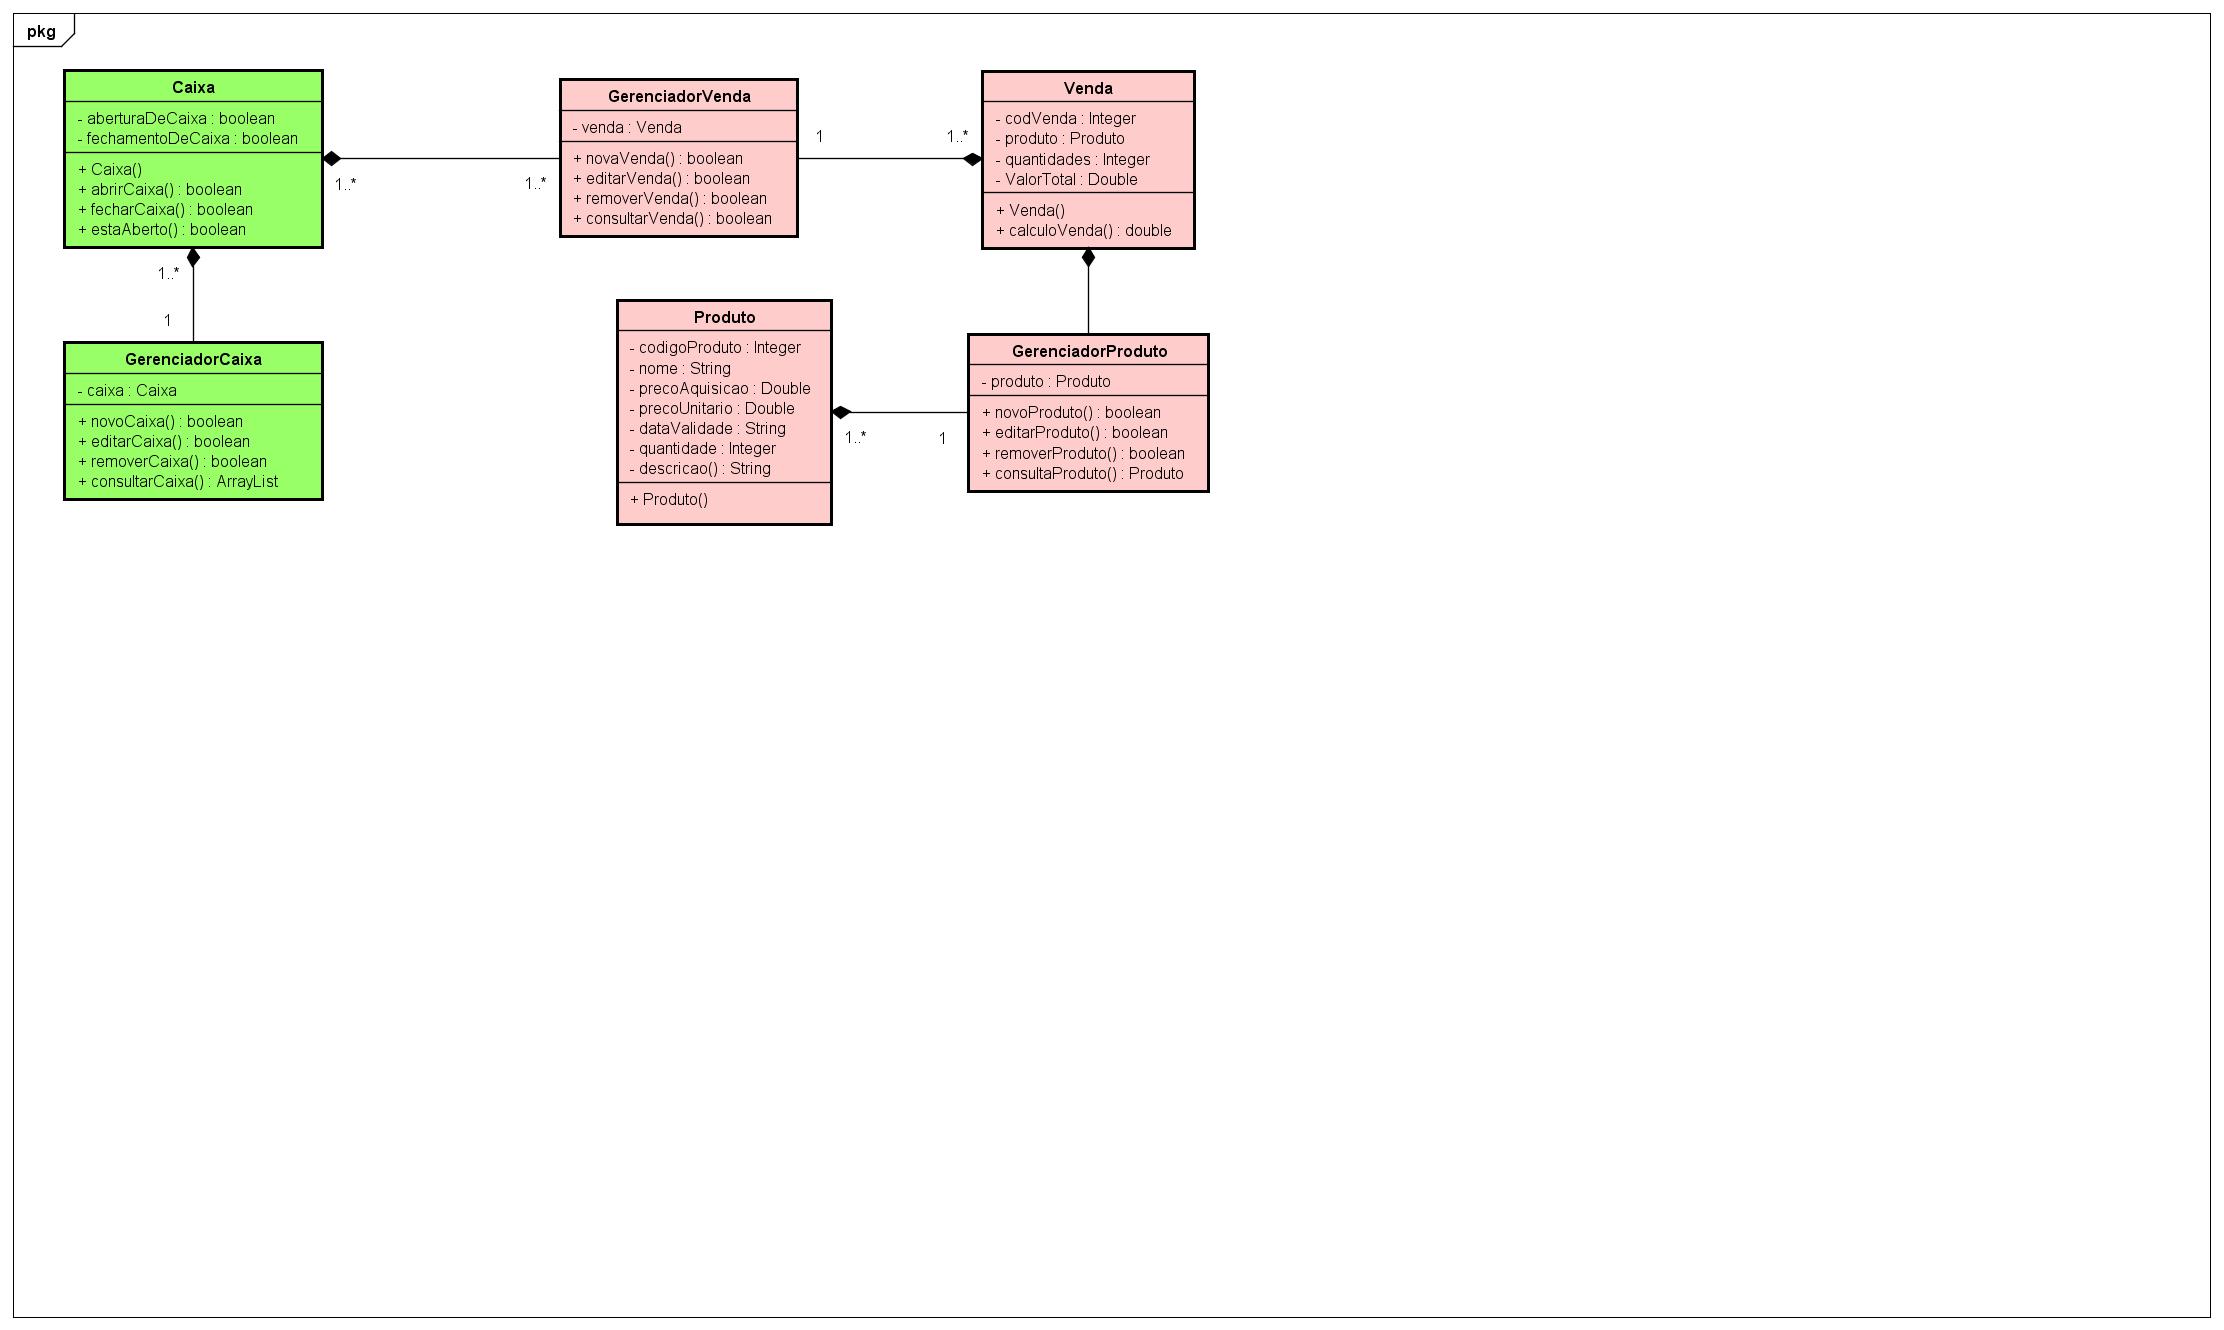 pkg
Caixa
- aberturaDeCaixa : boolean
- fechamentoDeCaixa : boolean
+ Caixa()
+ abrirCaixa() : boolean
+ fecharCaixa() : boolean
+ estaAberto() : boolean
1..*
1..*
GerenciadorVenda
- venda : Venda
+ novaVenda() : boolean
+ editarVenda() : boolean
+ removerVenda() : boolean
+ consultarVenda() : boolean
1
1..*
Venda
- codVenda : Integer
- produto : Produto
- quantidades : Integer
- ValorTotal : Double
+ Venda()
+ calculoVenda() : double
1..*
1
GerenciadorCaixa
- caixa : Caixa
+ novoCaixa() : boolean
+ editarCaixa() : boolean
+ removerCaixa() : boolean
+ consultarCaixa() : ArrayList
Produto
- codigoProduto : Integer
- nome : String
- precoAquisicao : Double
- precoUnitario : Double
- dataValidade : String
- quantidade : Integer
- descricao() : String
+ Produto()
1..*
1
GerenciadorProduto
- produto : Produto
+ novoProduto() : boolean
+ editarProduto() : boolean
+ removerProduto() : boolean
+ consultaProduto() : Produto